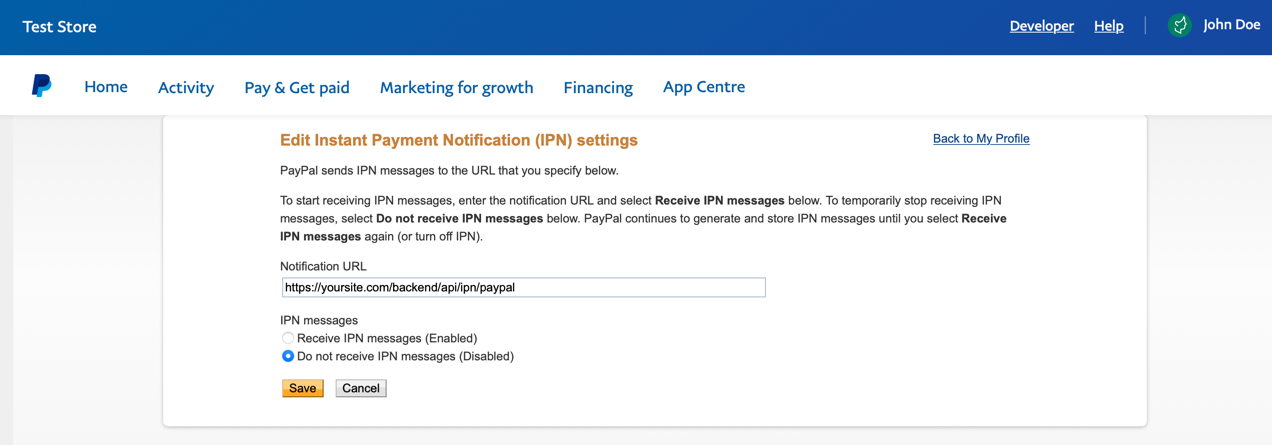 Test Store
Developer Help John Doe
Home Activity Pay & Get paid Marketing for growth Financing App Centre
Edit Instant Payment Notification (IPN) settings
Back to My Profile
PayPal sends IPN messages to the URL that you specify below.
To start receiving IPN messages, enter the notification URL and select Receive IPN messages below. To temporarily stop receiving IPN
messages, select Do not receive IPN messages below. PayPal continues to generate and store IPN messages until you select Receive
IPN messages again (or turn off IPN).
Notification URL
https://yoursite.com/backend/api/ipn/paypal
IPN messages
Receive IPN messages (Enabled)
Do not receive IPN messages (Disabled)
Save Cancel